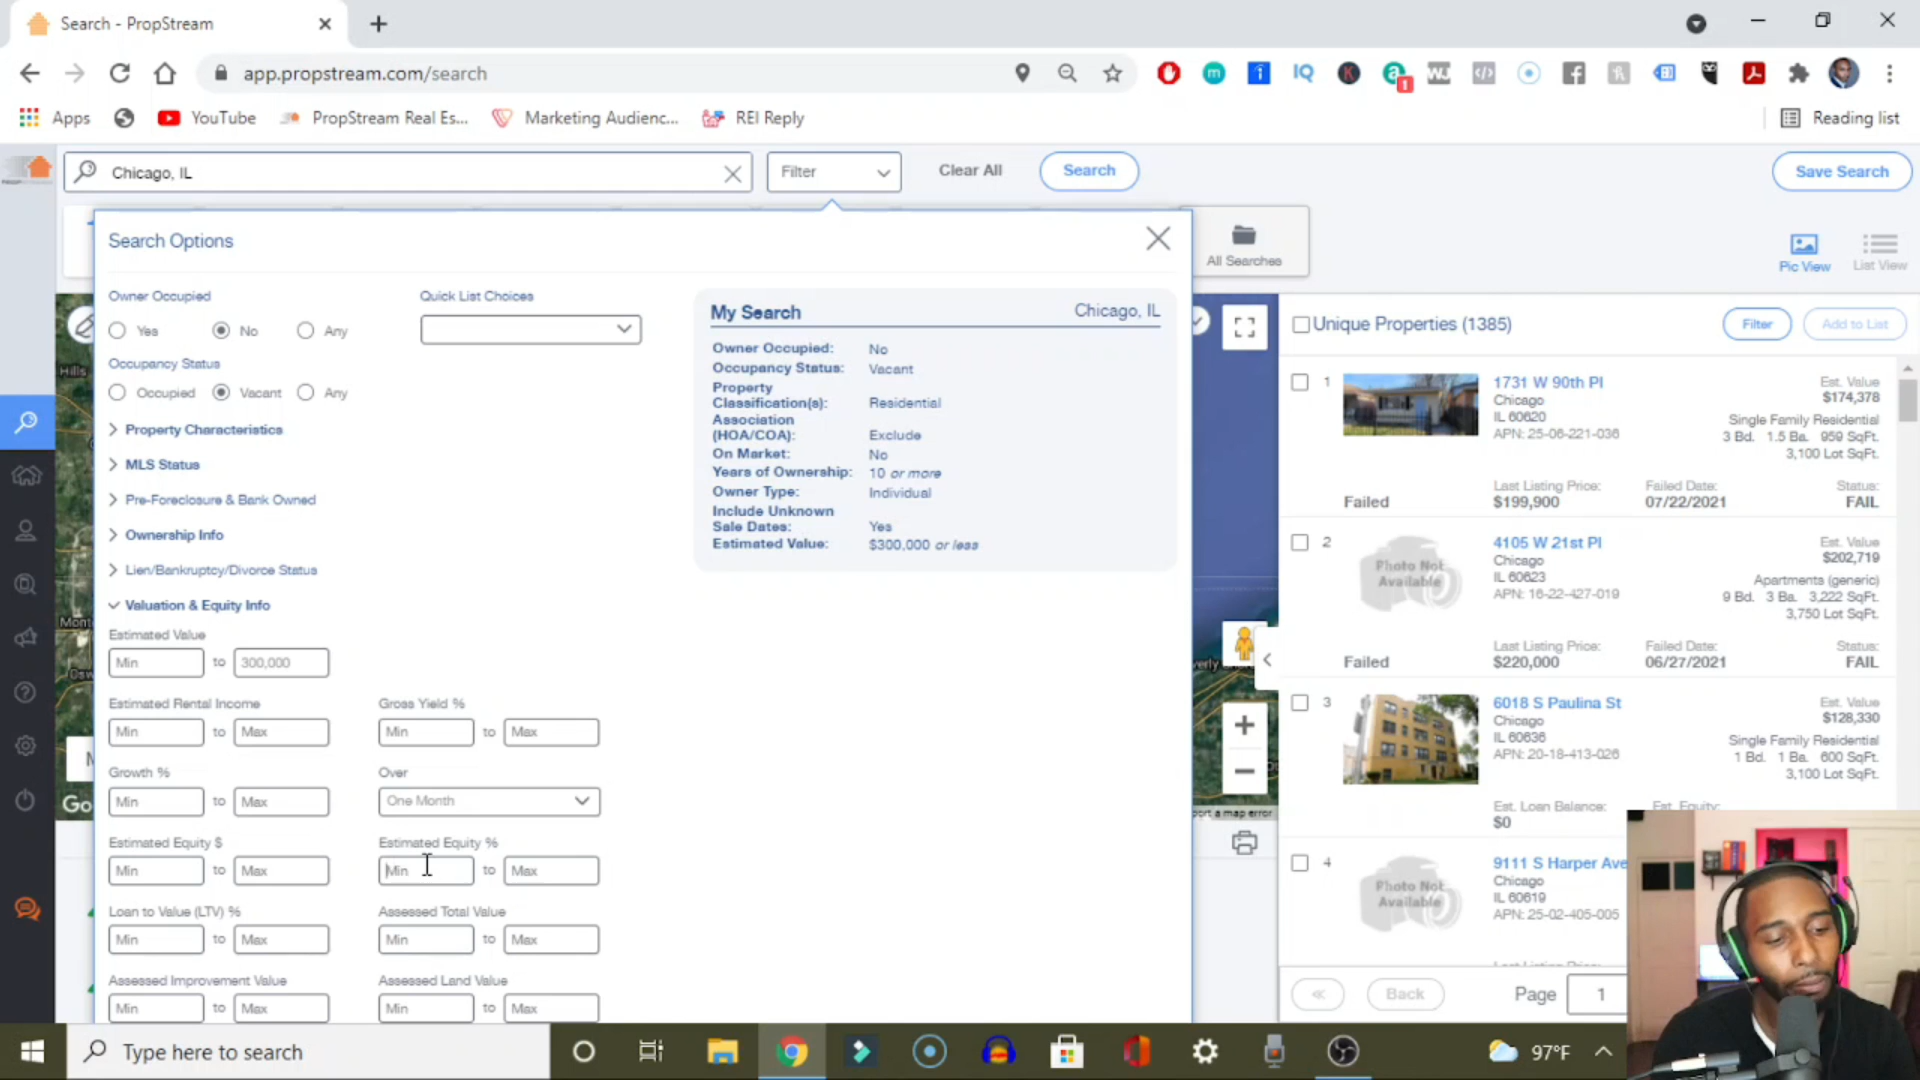 Search - PropStream
app.propstream.com/search
Apps
YouTube
PropStream Real Es...
Marketing Audienc...
REI Reply
Reading list
Chicago, IL
Filter
Clear All
Search
Save Search
Search Options
All Searches
Pic View
List View
Owner Occupied
Yes
No
Any
Quick List Choices
Occupancy Status
Occupied
Vacant
Any
Property Characteristics
MLS Status
Pre-Foreclosure & Bank Owned
Ownership Info
Lien/Bankruptcy/Divorce Status
Valuation & Equity Info
Estimated Value
Min to 300,000
Estimated Rental Income
Min to Max
Gross Yield %
Min to Max
Growth %
Min to Max
Over
One Month
Estimated Equity $
Min to Max
Estimated Equity %
Min to Max
Loan to Value (LTV) %
Min to Max
Assessed Total Value
Min to Max
Assessed Improvement Value
Min to Max
Assessed Land Value
Min to Max
My Search Chicago, IL
Owner Occupied: No
Occupancy Status: Vacant
Property
Classification(s): Residential
Association
(HOA/COA): Exclude
On Market: No
Years of Ownership: 10 or more
Owner Type: Individual
Include Unknown
Sale Dates: Yes
Estimated Value: $300,000 or less
Hills
Mont
Osw
Go
verly
port a map error
Unique Properties (1385)
Filter
Add to List
1
1731 W 90th Pl
Chicago
IL 60620
APN: 25-06-221-036
Est. Value
$174,378
Single Family Residential
3 Bd. 1.5 Ba. 959 SqFt.
3,100 Lot SqFt.
Failed
Last Listing Price:
$199,900
Failed Date:
07/22/2021
Status:
FAIL
2
Photo Not
Available
4105 W 21st Pl
Chicago
IL 60623
APN: 16-22-427-019
Est. Value
$202,719
Apartments (generic)
9 Bd. 3 Ba. 3,222 SqFt.
3,750 Lot SqFt.
Failed
Last Listing Price:
$220,000
Failed Date:
06/27/2021
Status:
FAIL
3
6018 S Paulina St
Chicago
IL 60636
APN: 20-18-413-026
Est. Value
$128,330
Single Family Residential
1 Bd. 1 Ba. 600 SqFt.
3,100 Lot SqFt.
Est. Loan Balance:
$0
Est. Equity:
4
Photo Not
Available
9111 S Harper Ave
Chicago
IL 60619
APN: 25-02-405-005
Last Listing Price:
Back
Page 1
Type here to search
97°F